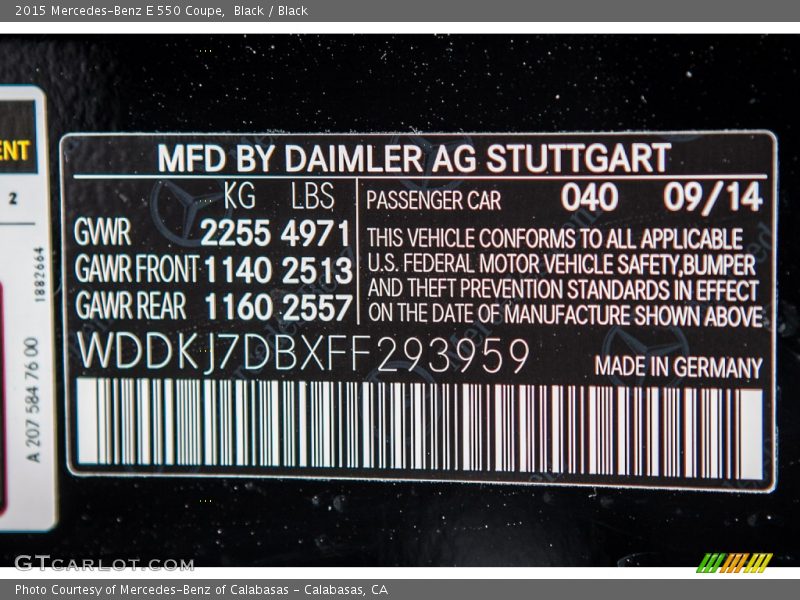 2015 Mercedes-Benz E 550 Coupe, Black / Black
ENT
2
1882664
A 207 584 76 00
MFD BY DAIMLER AG STUTTGART
KG LBS
GVWR 2255 4971
GAWR FRONT 1140 2513
GAWR REAR 1160 2557
PASSENGER CAR 040 09/14
THIS VEHICLE CONFORMS TO ALL APPLICABLE
U.S. FEDERAL MOTOR VEHICLE SAFETY,BUMPER
AND THEFT PREVENTION STANDARDS IN EFFECT
ON THE DATE OF MANUFACTURE SHOWN ABOVE
WDDKJ7DBXFF293959
MADE IN GERMANY
GTcarlot.com
Photo Courtesy of Mercedes-Benz of Calabasas - Calabasas, CA